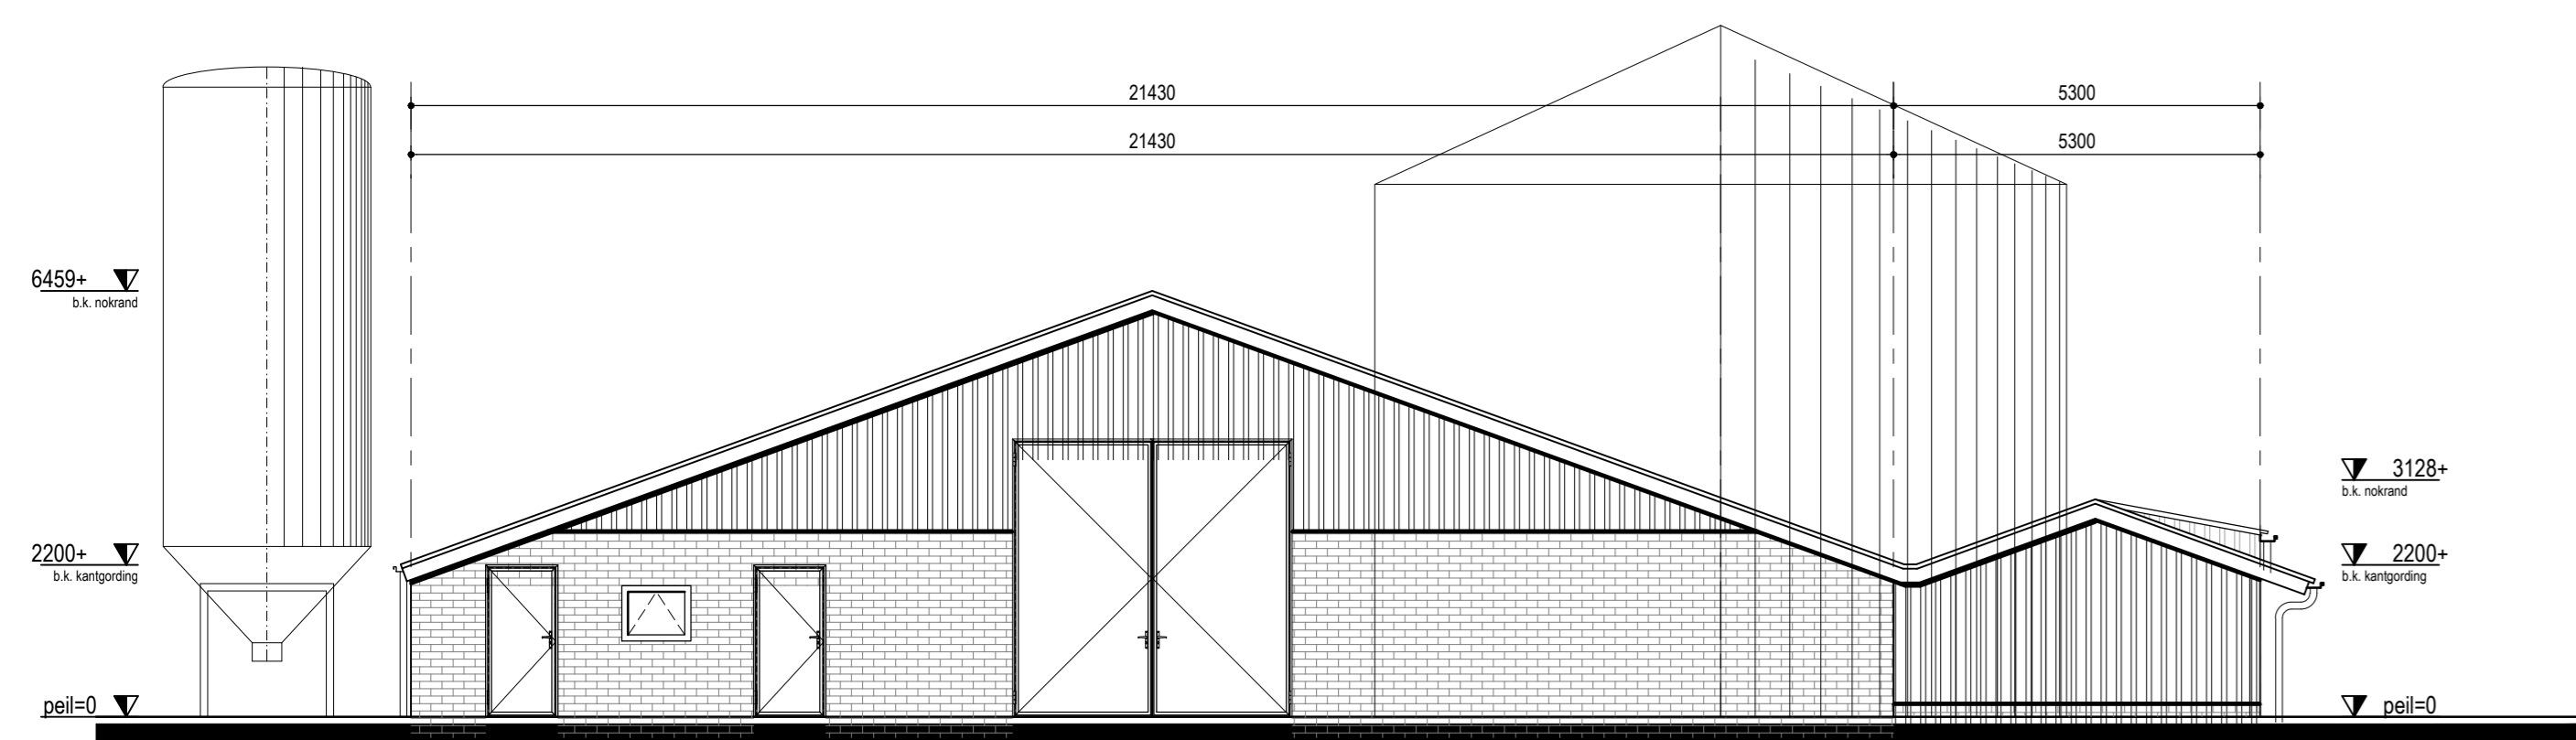 21430
5300
21430
5300
6459+
b.k. nokrand
2200+
b.k. kantgording
peil=0
3128+
b.k. nokrand
2200+
b.k. kantgording
peil=0